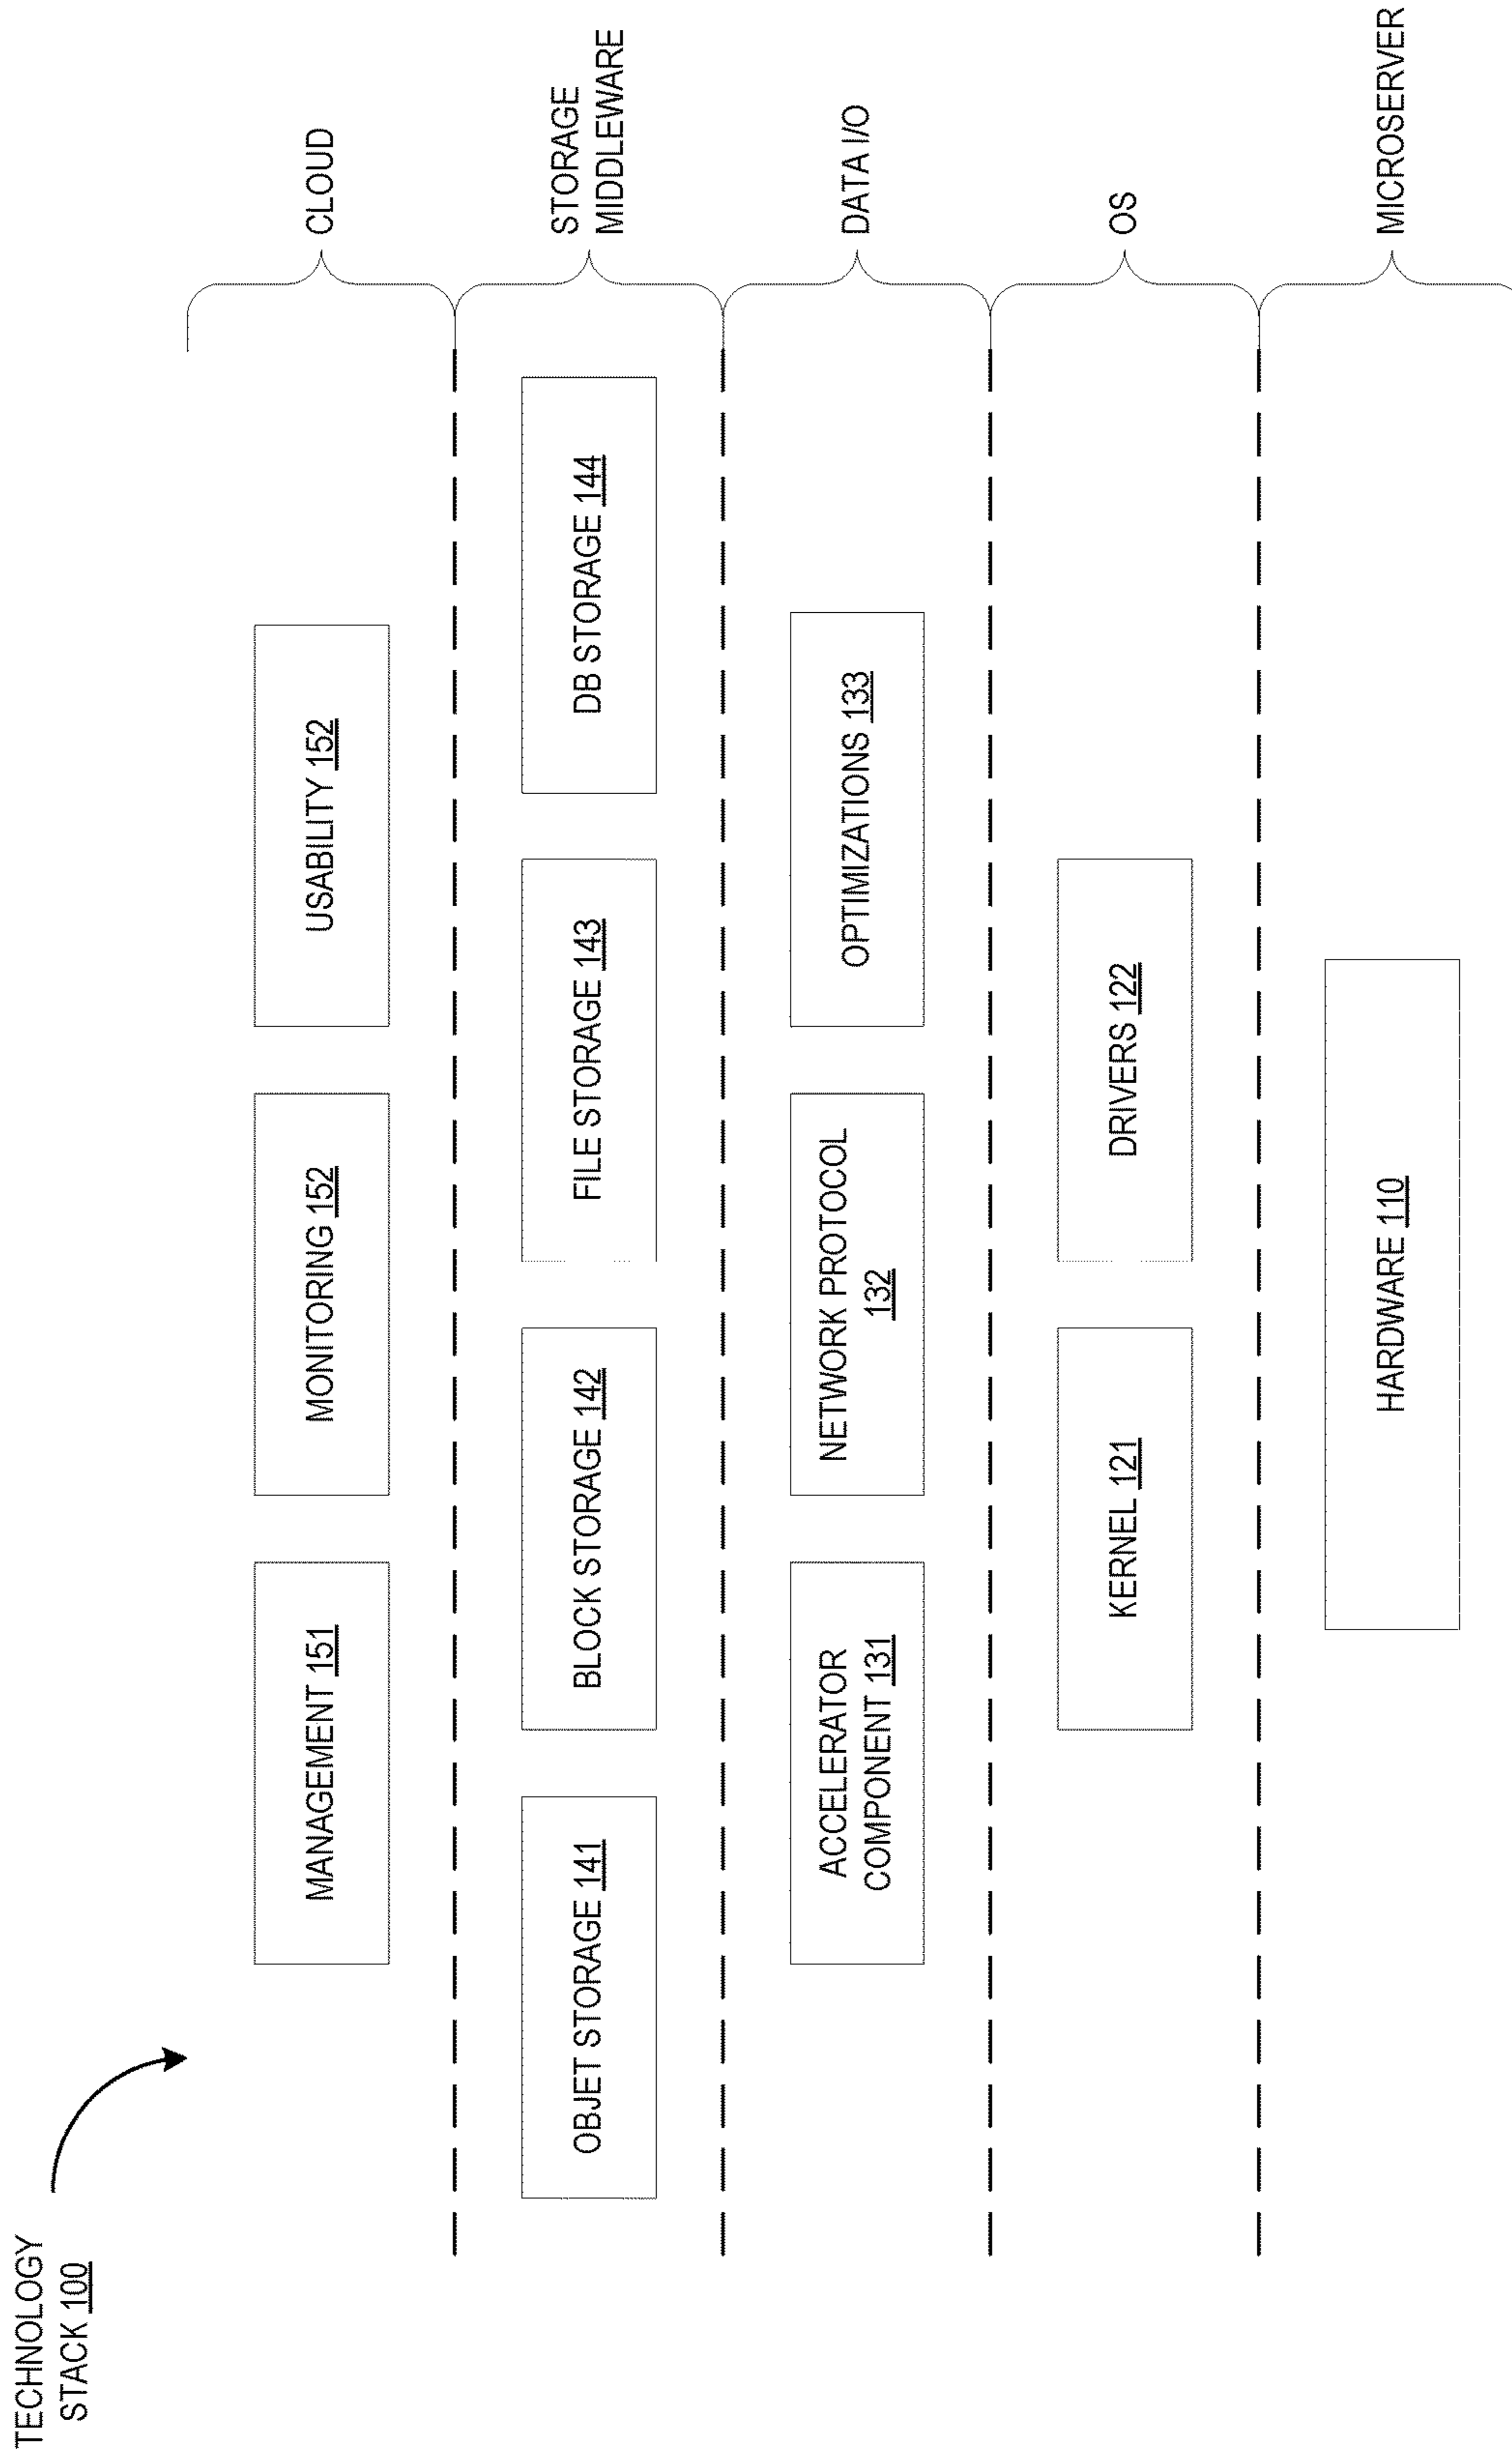 TECHNOLOGY
STACK 100
MANAGEMENT 151
MONITORING 152
USABILITY 152
CLOUD
OBJET STORAGE 141
BLOCK STORAGE 142
FILE STORAGE 143
DB STORAGE 144
STORAGE
MIDDLEWARE
ACCELERATOR
COMPONENT 131
NETWORK PROTOCOL
132
OPTIMIZATIONS 133
DATA I/O
KERNEL 121
DRIVERS 122
OS
HARDWARE 110
MICROSERVER